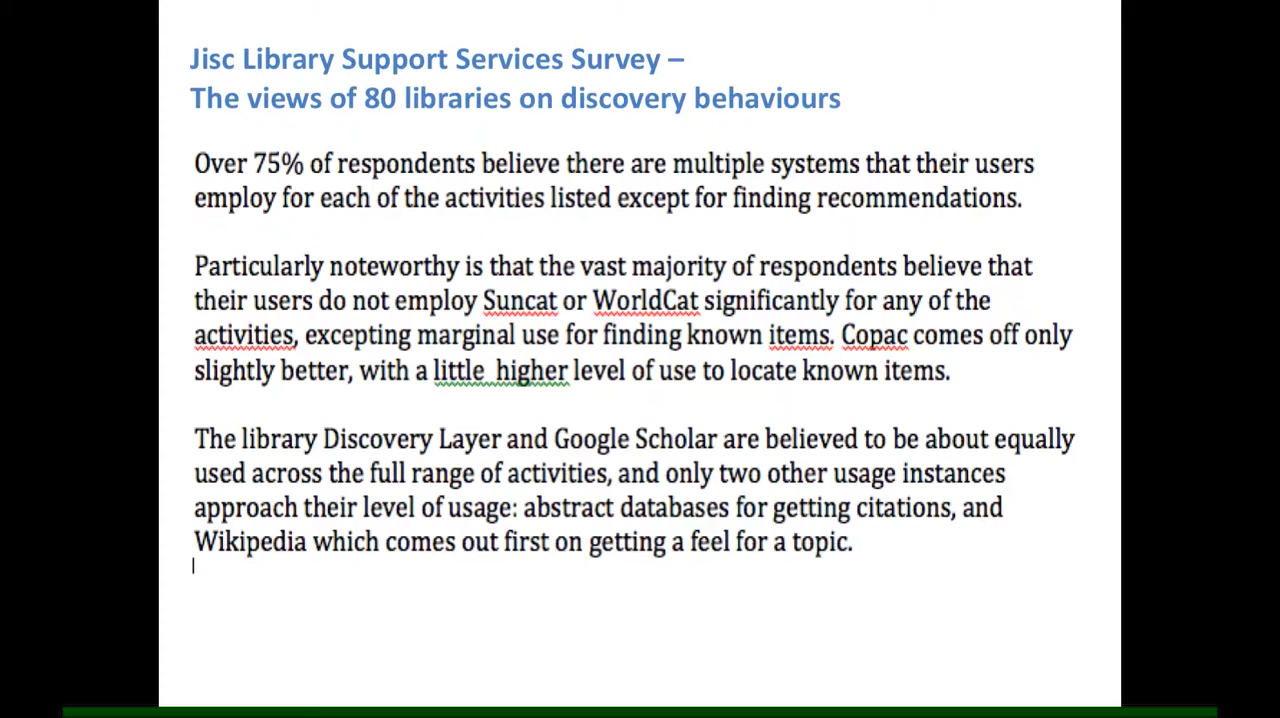 Jisc Library Support Services Survey –
The views of 80 libraries on discovery behaviours
Over 75% of respondents believe there are multiple systems that their users
employ for each of the activities listed except for finding recommendations.
Particularly noteworthy is that the vast majority of respondents believe that
their users do not employ Suncat or WorldCat significantly for any of the
activities, excepting marginal use for finding known items. Copac comes off only
slightly better, with a little  higher level of use to locate known items.
The library Discovery Layer and Google Scholar are believed to be about equally
used across the full range of activities, and only two other usage instances
approach their level of usage: abstract databases for getting citations, and
Wikipedia which comes out first on getting a feel for a topic.